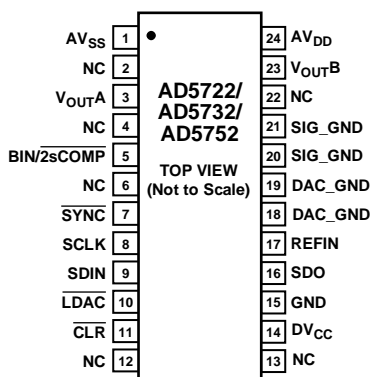 AVSS 1
NC 2
VOUTA 3
NC 4
BIN/2sCOMP 5
NC 6
SYNC 7
SCLK 8
SDIN 9
LDAC 10
CLR 11
NC 12
AD5722/
AD5732/
AD5752
TOP VIEW
(Not to Scale)
24 AVDD
23 VOUTB
22 NC
21 SIG_GND
20 SIG_GND
19 DAC_GND
18 DAC_GND
17 REFIN
16 SDO
15 GND
14 DVCC
13 NC